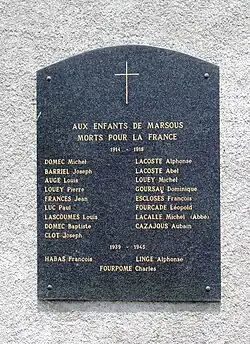 AUX ENFANTS DE MARSOUS
MORTS POUR LA FRANCE
1914 - 1918
DOMEC Michel
BARRIEL Joseph
AUGE Louis
LOUEY Pierre
FRANCES Jean
LUC Paul
LASCOUMES Louis
DOMEC Baptiste
CLOT Joseph
LACOSTE Alphonse
LACOSTE Abel
LOUEY Michel
GOURSAU Dominique
ESCLOSES Francois
FOURCADE Léopold
LACALLE Michel (Abbé)
CAZAJOUS Aubain
1939 - 1945
HABAS Francois
LINGE Alphonse
FOURPOME Charles